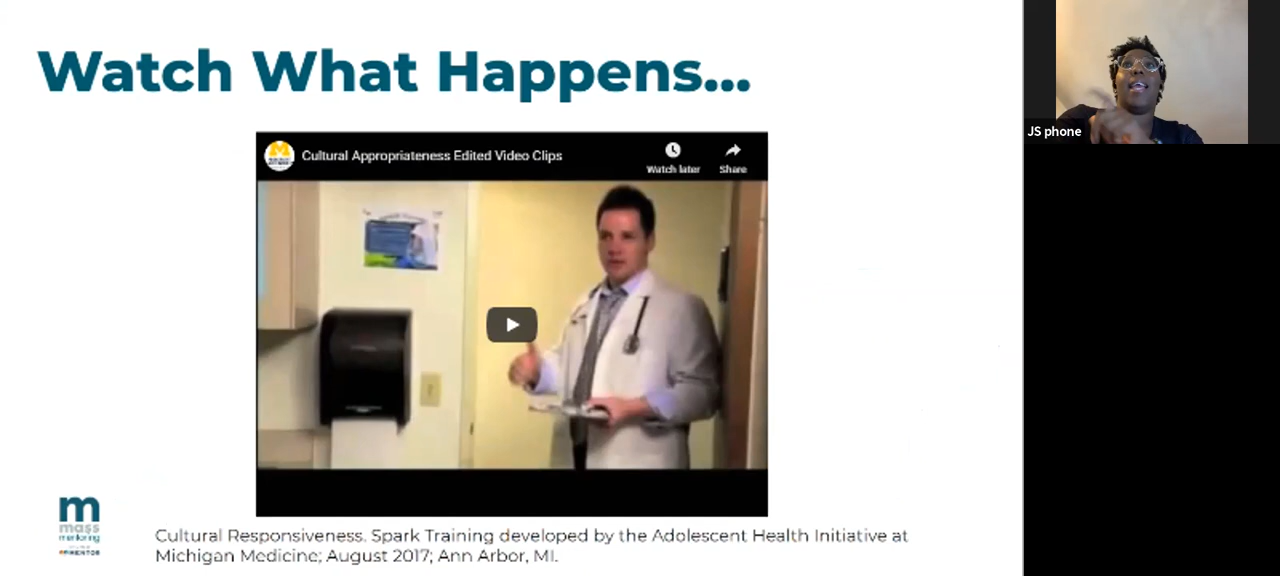 Watch What Happens...
Cultural Appropriateness Edited Video Clips
Watch later
Share
JS phone
m
mass
mentoring
MENTOR
Cultural Responsiveness. Spark Training developed by the Adolescent Health Initiative at
Michigan Medicine; August 2017; Ann Arbor, MI.